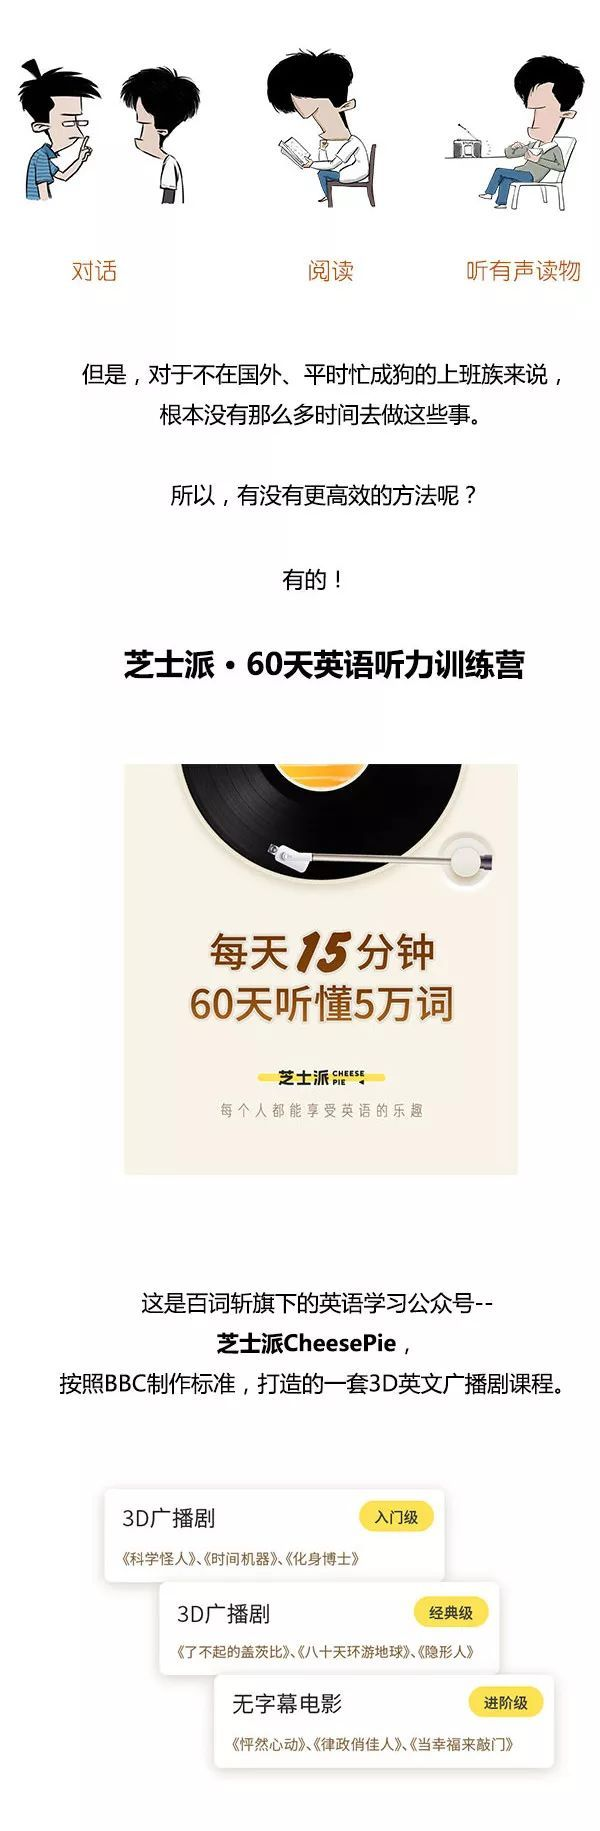 对话
阅读
听有声读物
但是，对于不在国外、平时忙成狗的上班族来说，
根本没有那么多时间去做这些事。
所以，有没有更高效的方法呢？
有的！
芝士派·60天英语听力训练营
每天15分钟
60天听懂5万词
芝士派 CHEESE PIE
每个人都能享受英语的乐趣
这是百词斩旗下的英语学习公众号--
芝士派CheesePie，
按照BBC制作标准，打造的一套3D英文广播剧课程。
3D广播剧 入门级
《科学怪人》、《时间机器》、《化身博士》
3D广播剧 经典级
《了不起的盖茨比》、《八十天环游地球》、《隐形人》
无字幕电影 进阶级
《怦然心动》、《律政俏佳人》、《当幸福来敲门》